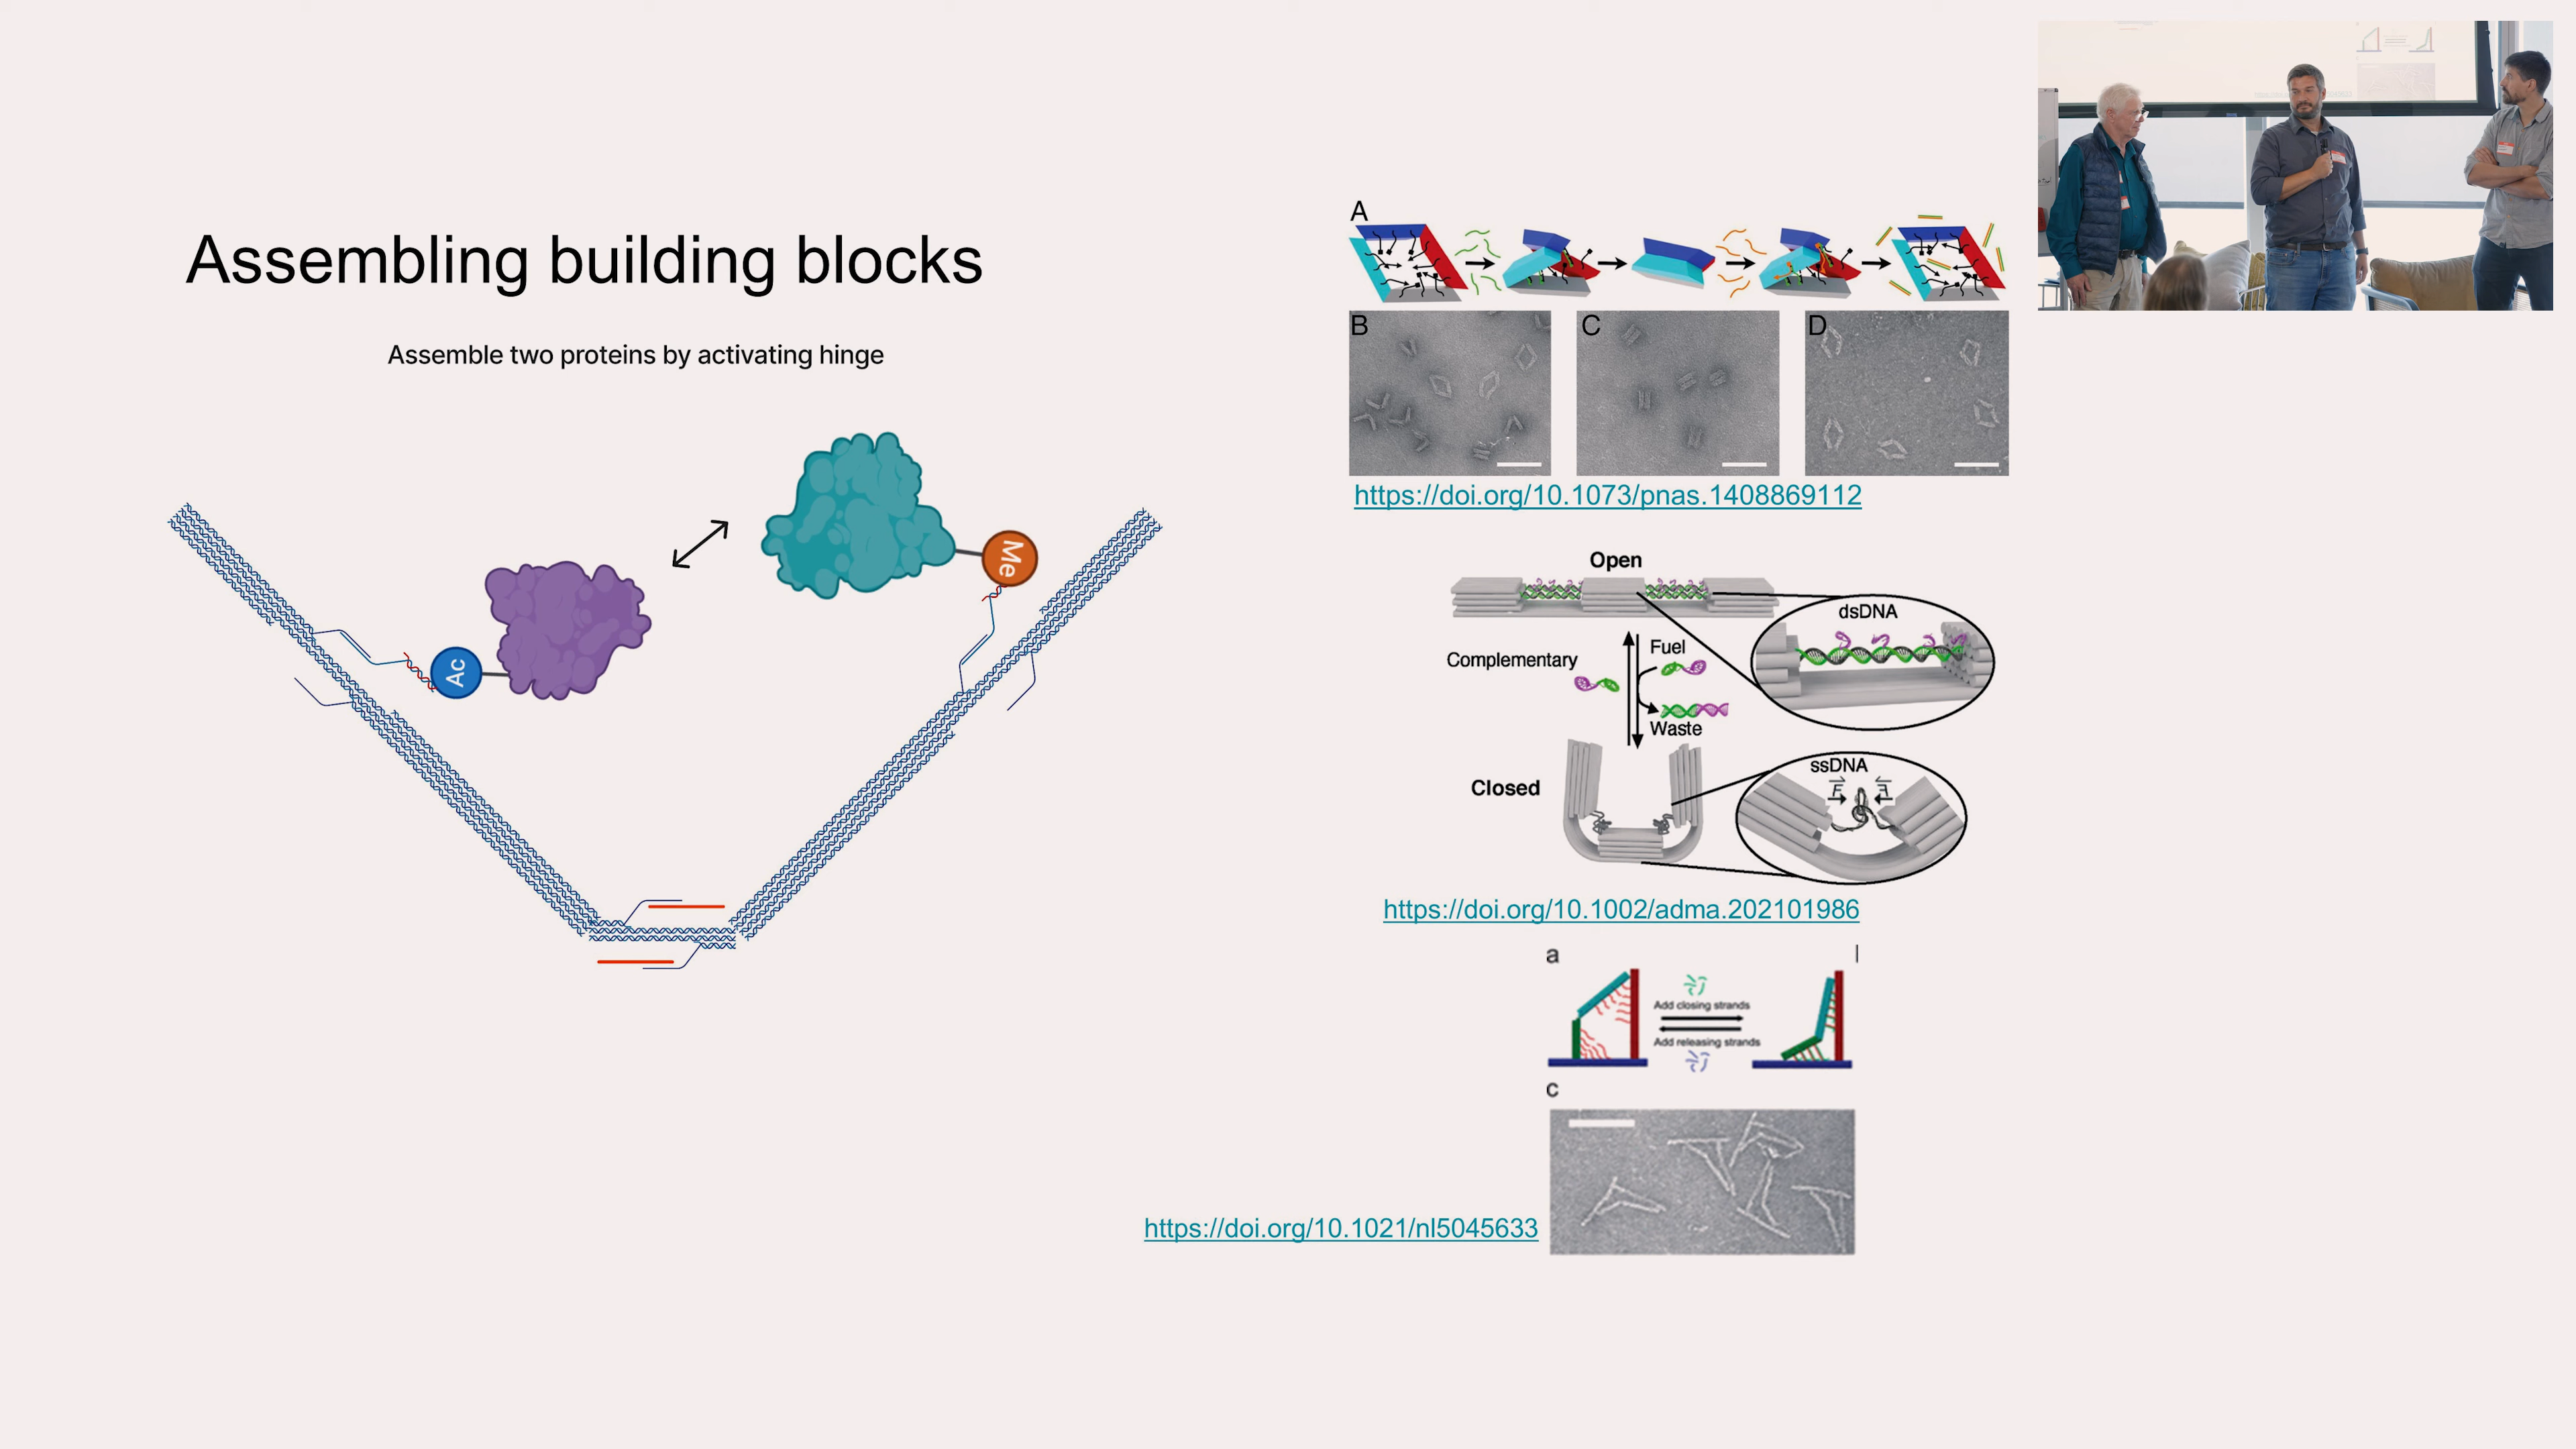 Assembling building blocks
Assemble two proteins by activating hinge
Ac
Me
A
B
C
D
https://doi.org/10.1073/pnas.1408869112
Open
dsDNA
Complementary
Fuel
Waste
Closed
ssDNA
F
F
https://doi.org/10.1002/adma.202101986
a
Add closing strands
Add releasing strands
c
https://doi.org/10.1021/nl5045633